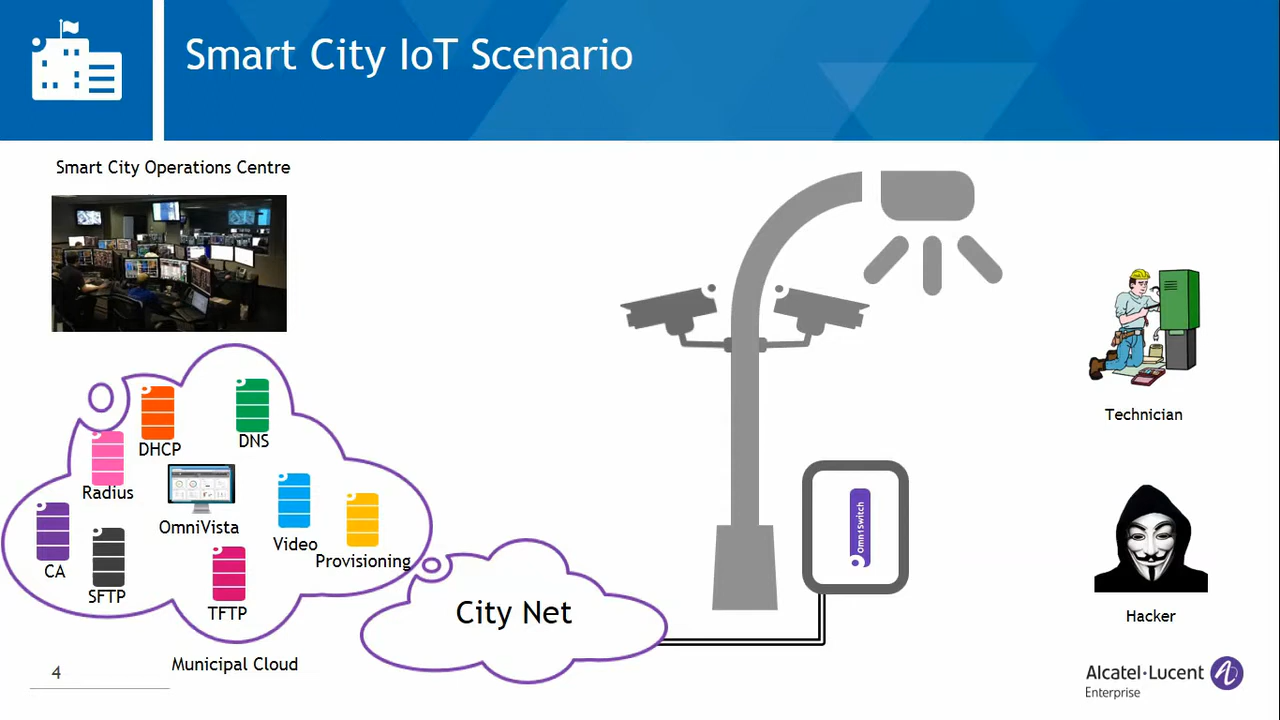 Smart City IoT Scenario
Smart City Operations Centre
DHCP
DNS
Radius
OmniVista
Video
Provisioning
CA
SFTP
TFTP
Municipal Cloud
City Net
OmniSwitch
Technician
Hacker
4
Alcatel·Lucent
Enterprise